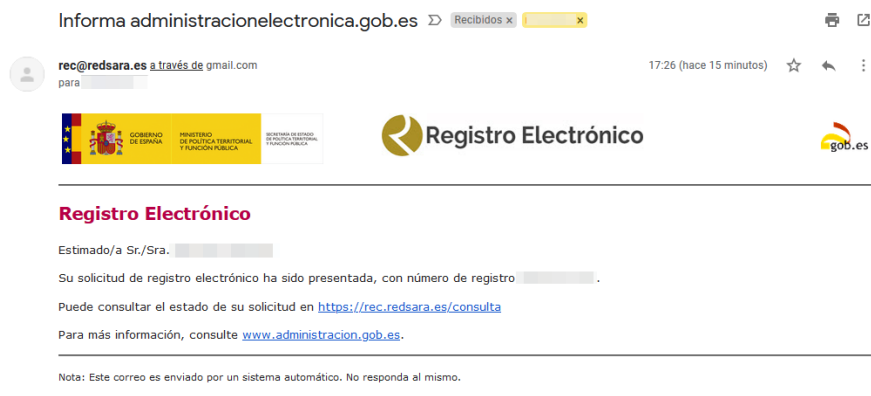 Informa administracionelectronica.gob.es Recibidos x x
rec@redsara.es a través de gmail.com 17:26 (hace 15 minutos)
para
GOBIERNO DE ESPAÑA
MINISTERIO DE POLÍTICA TERRITORIAL Y FUNCIÓN PÚBLICA
SECRETARÍA DE ESTADO DE POLÍTICA TERRITORIAL Y FUNCIÓN PÚBLICA
Registro Electrónico
gob.es
Registro Electrónico
Estimado/a Sr./Sra.
Su solicitud de registro electrónico ha sido presentada, con número de registro .
Puede consultar el estado de su solicitud en https://rec.redsara.es/consulta
Para más información, consulte www.administracion.gob.es.
Nota: Este correo es enviado por un sistema automático. No responda al mismo.